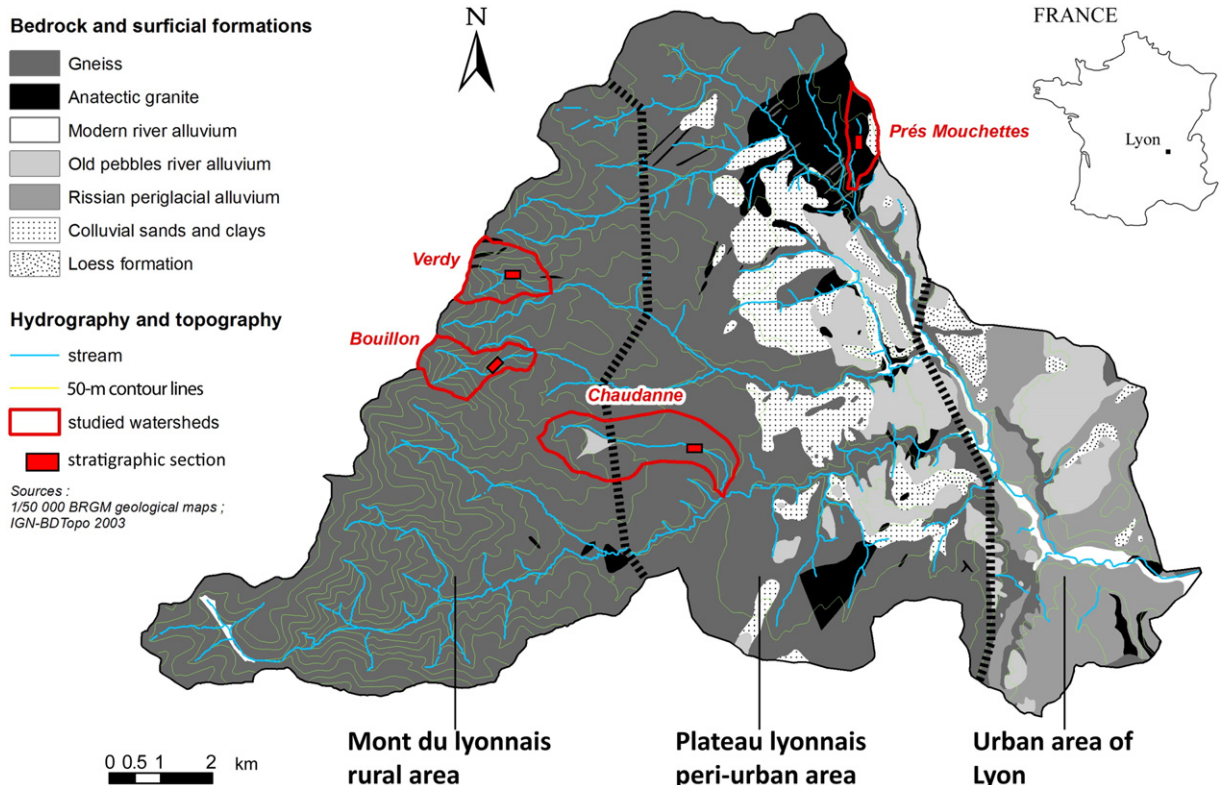 Bedrock and surficial formations
Gneiss
Anatectic granite
Modern river alluvium
Old pebbles river alluvium
Rissian periglacial alluvium
Colluvial sands and clays
Loess formation
Hydrography and topography
stream
50-m contour lines
studied watersheds
stratigraphic section
Sources :
1/50 000 BRGM geological maps ;
IGN-BDTopo 2003
N
FRANCE
Lyon
Prés Mouchettes
Verdy
Bouillon
Chaudanne
Mont du lyonnais
rural area
Plateau lyonnais
peri-urban area
Urban area of
Lyon
0 0.5 1 2 km